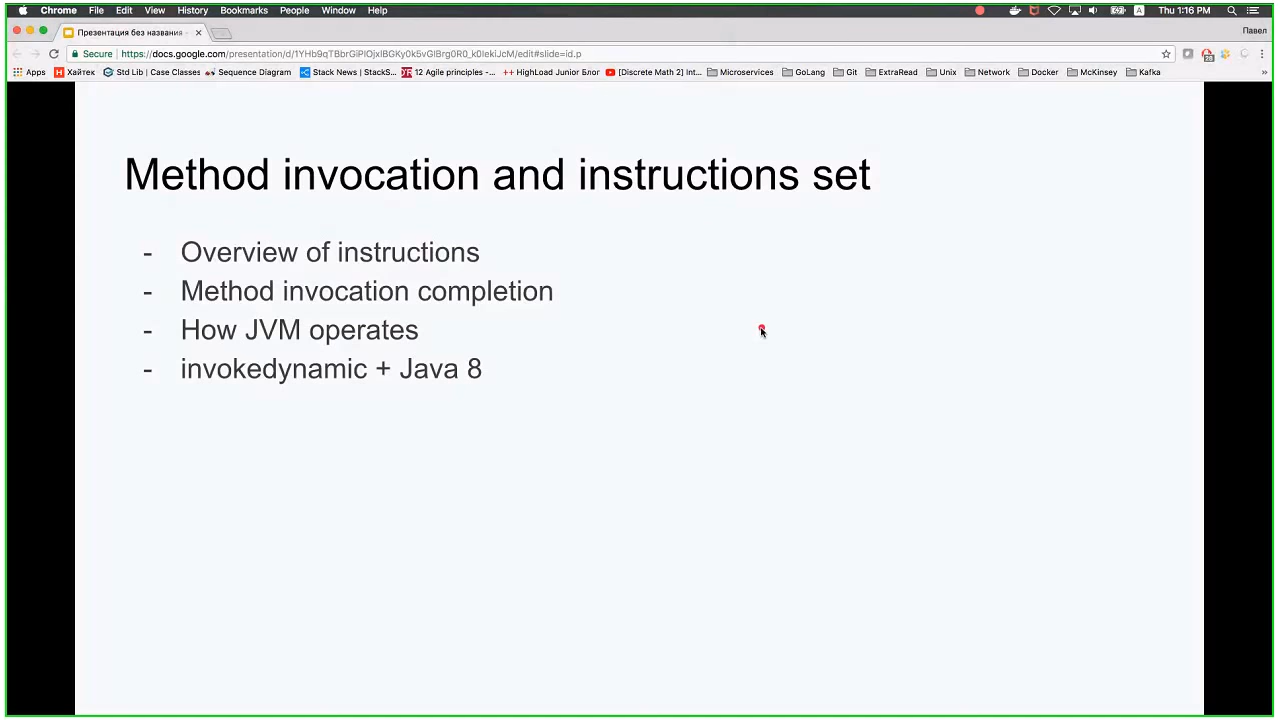 Chrome File Edit View History Bookmarks People Window Help Thu 1:16 PM
Презентация без названия - Павел
Secure https://docs.google.com/presentation/d/1YHb9qTBbrGiPIOjxIBGKy0k5vGIBrg0R0_k0IekiJcM/edit#slide=id.p
Apps Хайтек Std Lib | Case Classes Sequence Diagram Stack News | StackS... 12 Agile principles -... HighLoad Junior Блог [Discrete Math 2] Int... Microservices GoLang Git ExtraRead Unix Network Docker McKinsey Kafka »
Method invocation and instructions set
- Overview of instructions
- Method invocation completion
- How JVM operates
- invokedynamic + Java 8